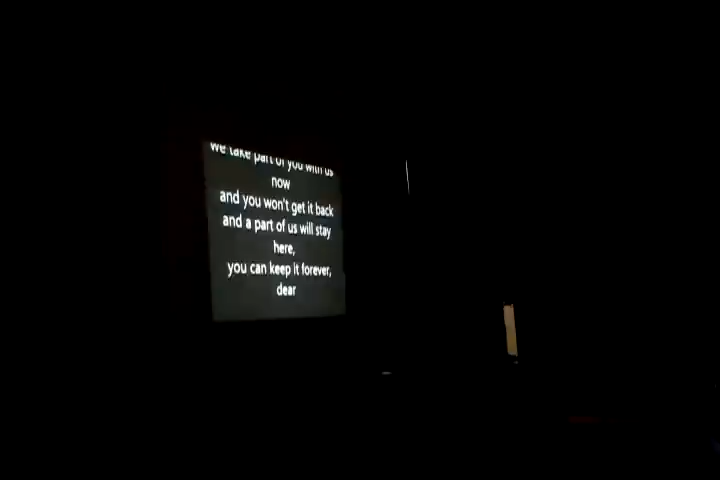 we take part of you with us
now
and you won't get it back
and a part of us will stay
here,
you can keep it forever,
dear